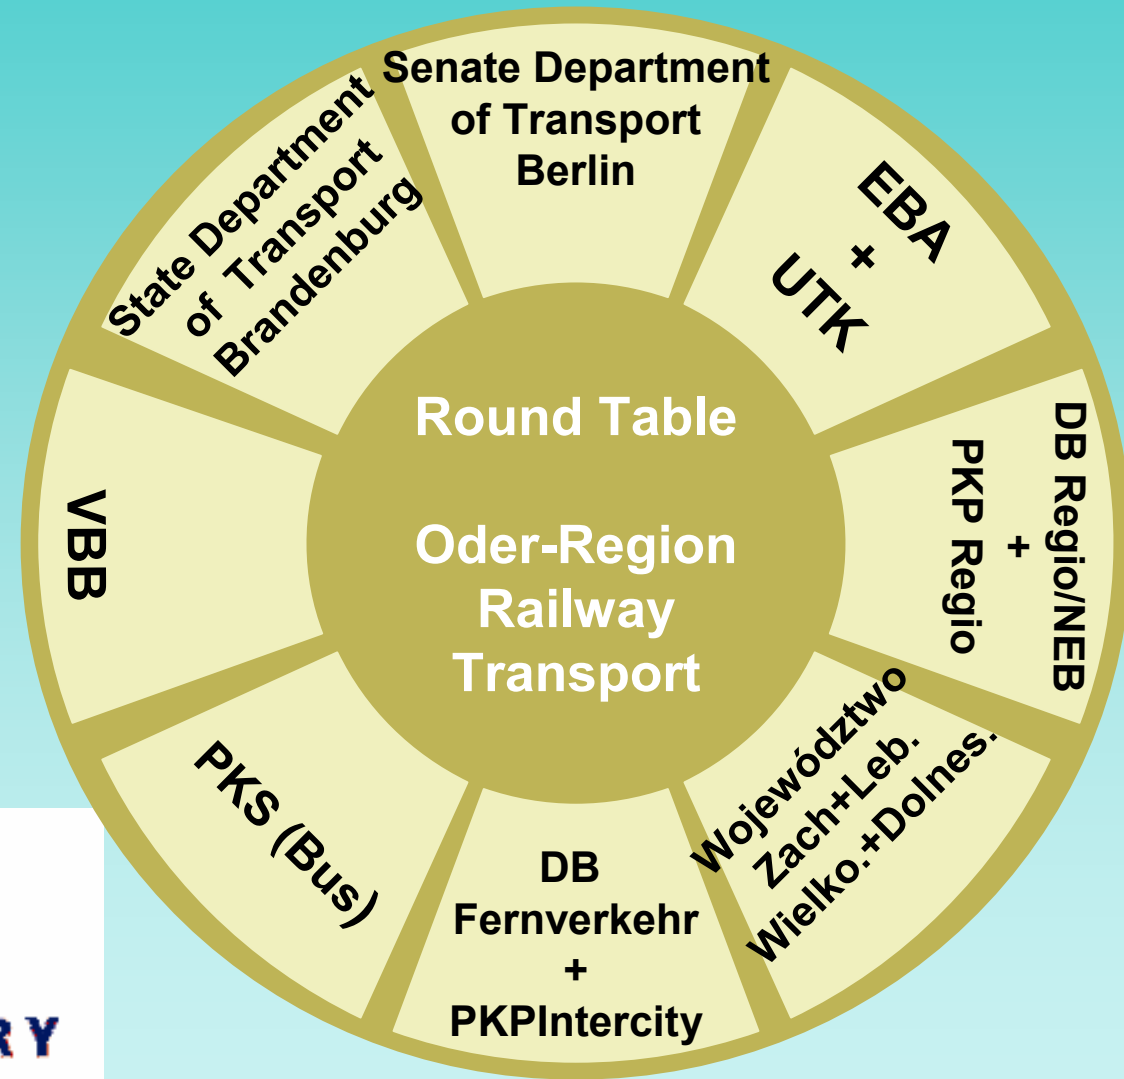 Senate Department
of Transport
Berlin
EBA
+
UTK
DB Regio/NEB
+
PKP Regio
Województwo
Zach+Leb.
Wielko.+Dolnes.
DB
Fernverkehr
+
PKPIntercity
PKS (Bus)
VBB
State Department
of Transport
Brandenburg
Round Table
Oder-Region
Railway
Transport